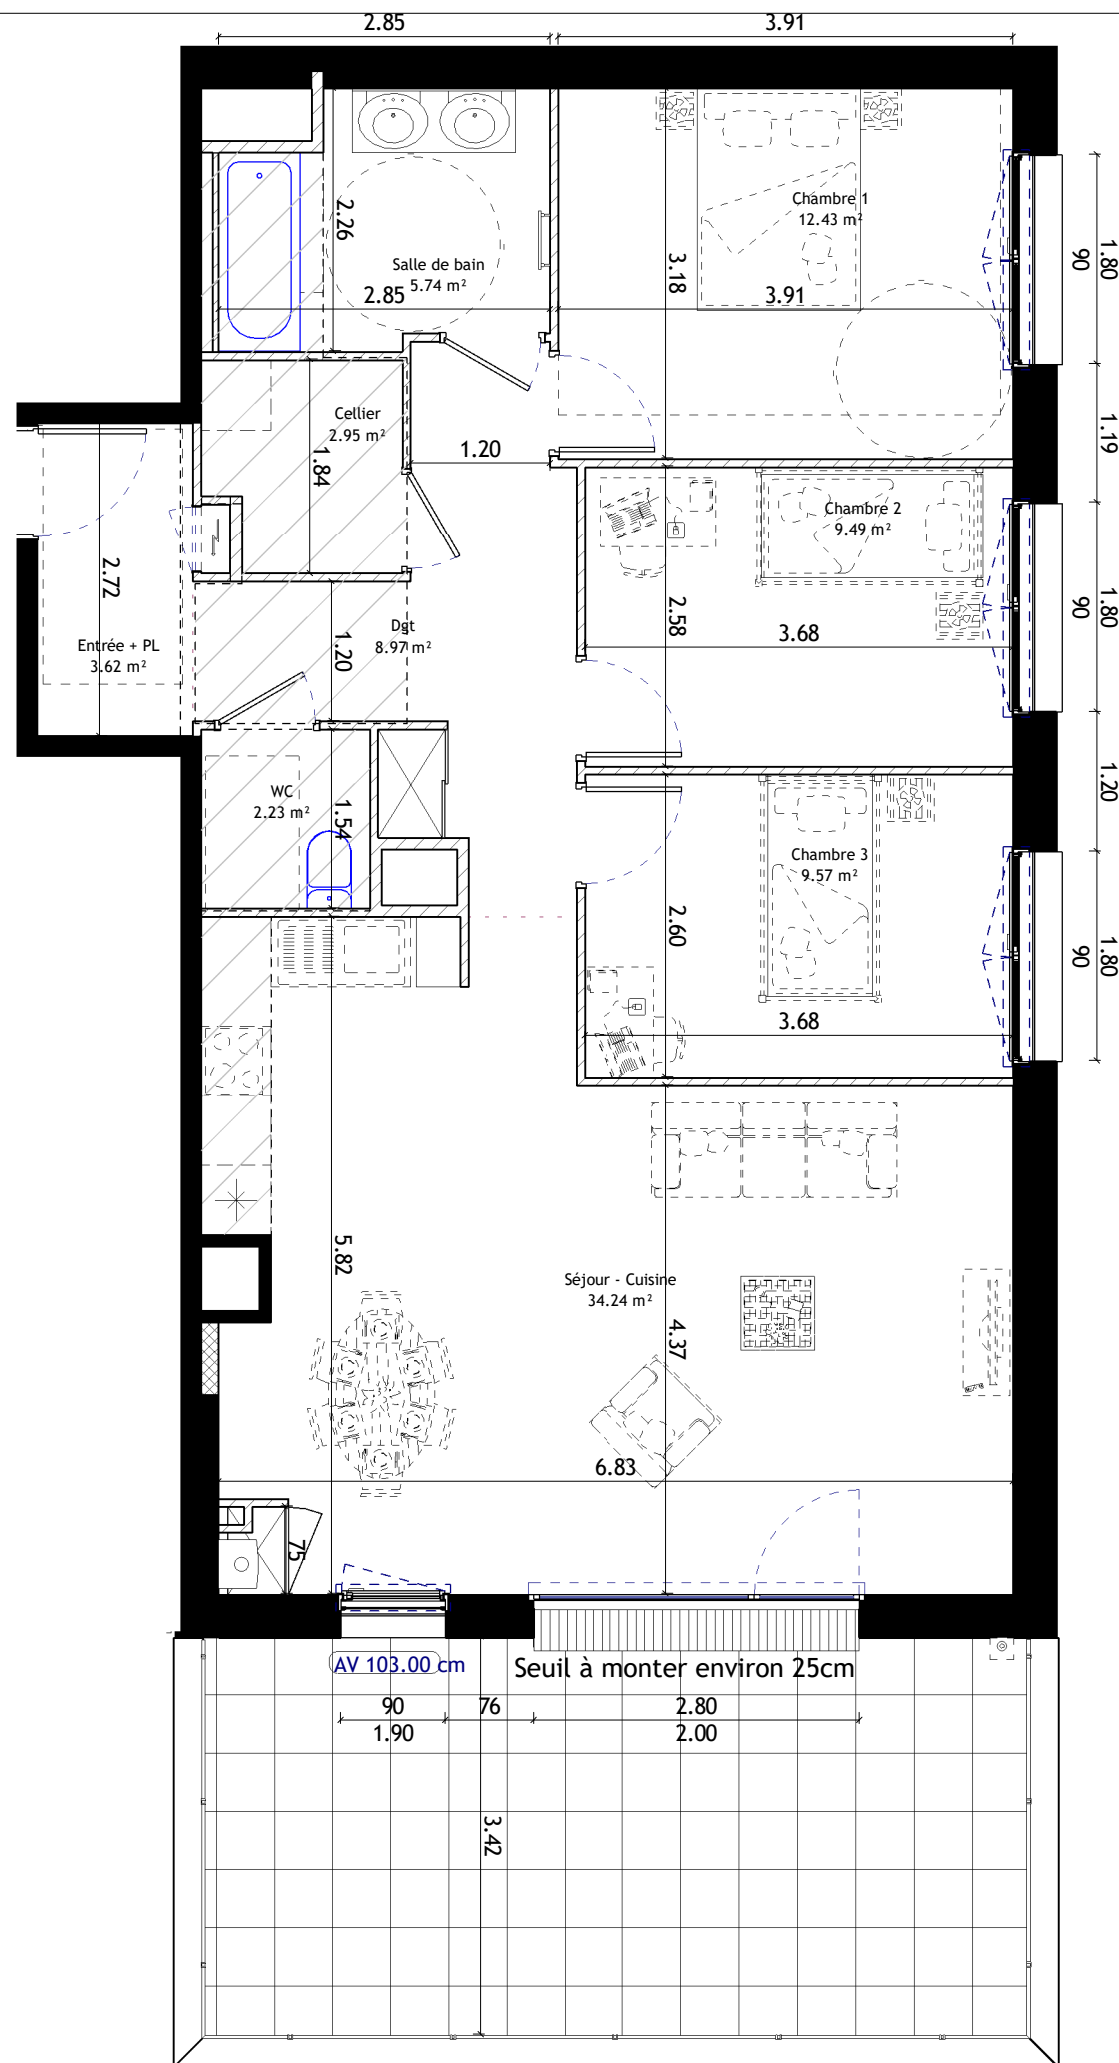 2.85
3.91
Chambre 1
12.43 m²
1.80
90
2.26
3.18
Salle de bain
5.74 m²
2.85
3.91
Cellier
2.95 m²
1.19
1.20
1.84
Chambre 2
9.49 m²
2.72
2.58
1.80
90
Dgt
8.97 m²
1.20
3.68
Entrée + PL
3.62 m²
WC
2.23 m²
1.54
1.20
Chambre 3
9.57 m²
2.60
1.80
90
3.68
5.82
Séjour - Cuisine
34.24 m²
4.37
6.83
75
AV 103.00 cm
Seuil à monter environ 25cm
90
76
2.80
1.90
2.00
3.42